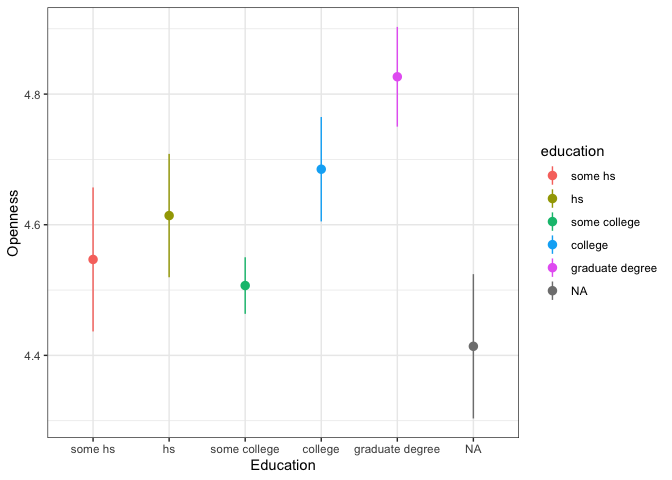 Openness
4.8
4.6
4.4
some hs
hs
some college
college
graduate degree
NA
Education
education
some hs
hs
some college
college
graduate degree
NA